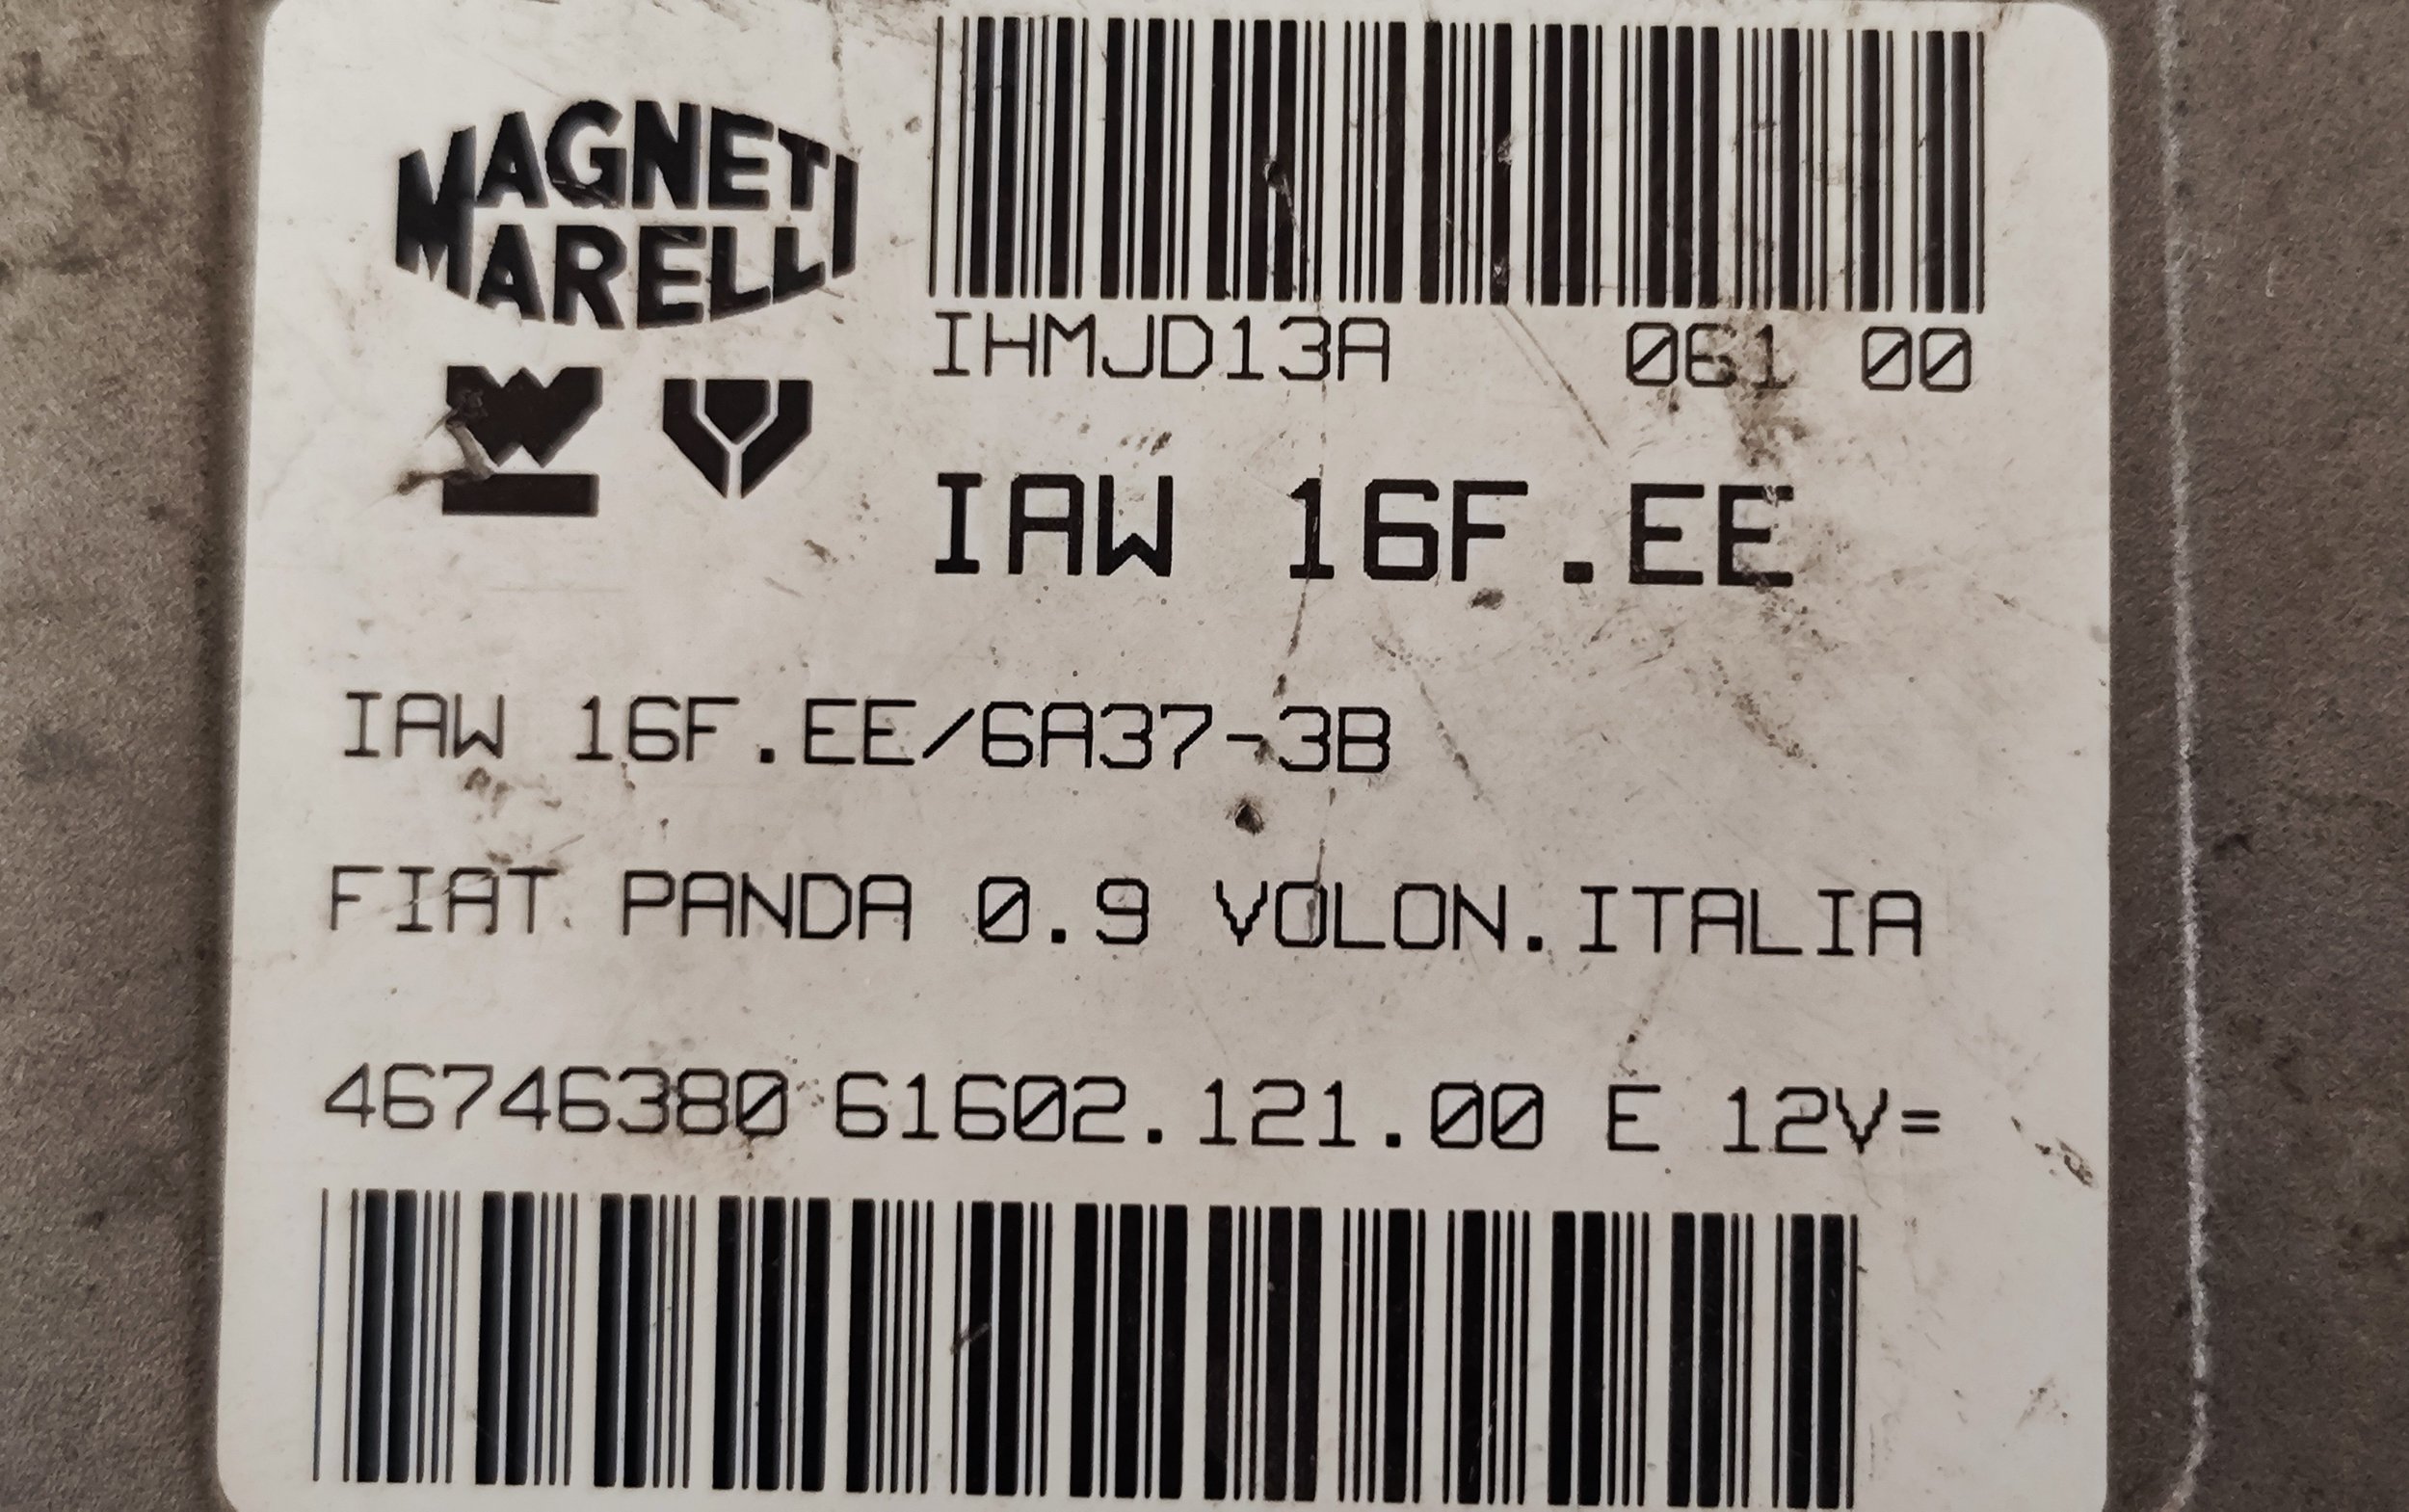 MAGNETI
MARELLI
IHMJD13A 061 00
IAW 16F.EE
IAW 16F.EE/6A37-3B
FIAT PANDA 0.9 VOLON.ITALIA
46746380 61602.121.00 E 12V=